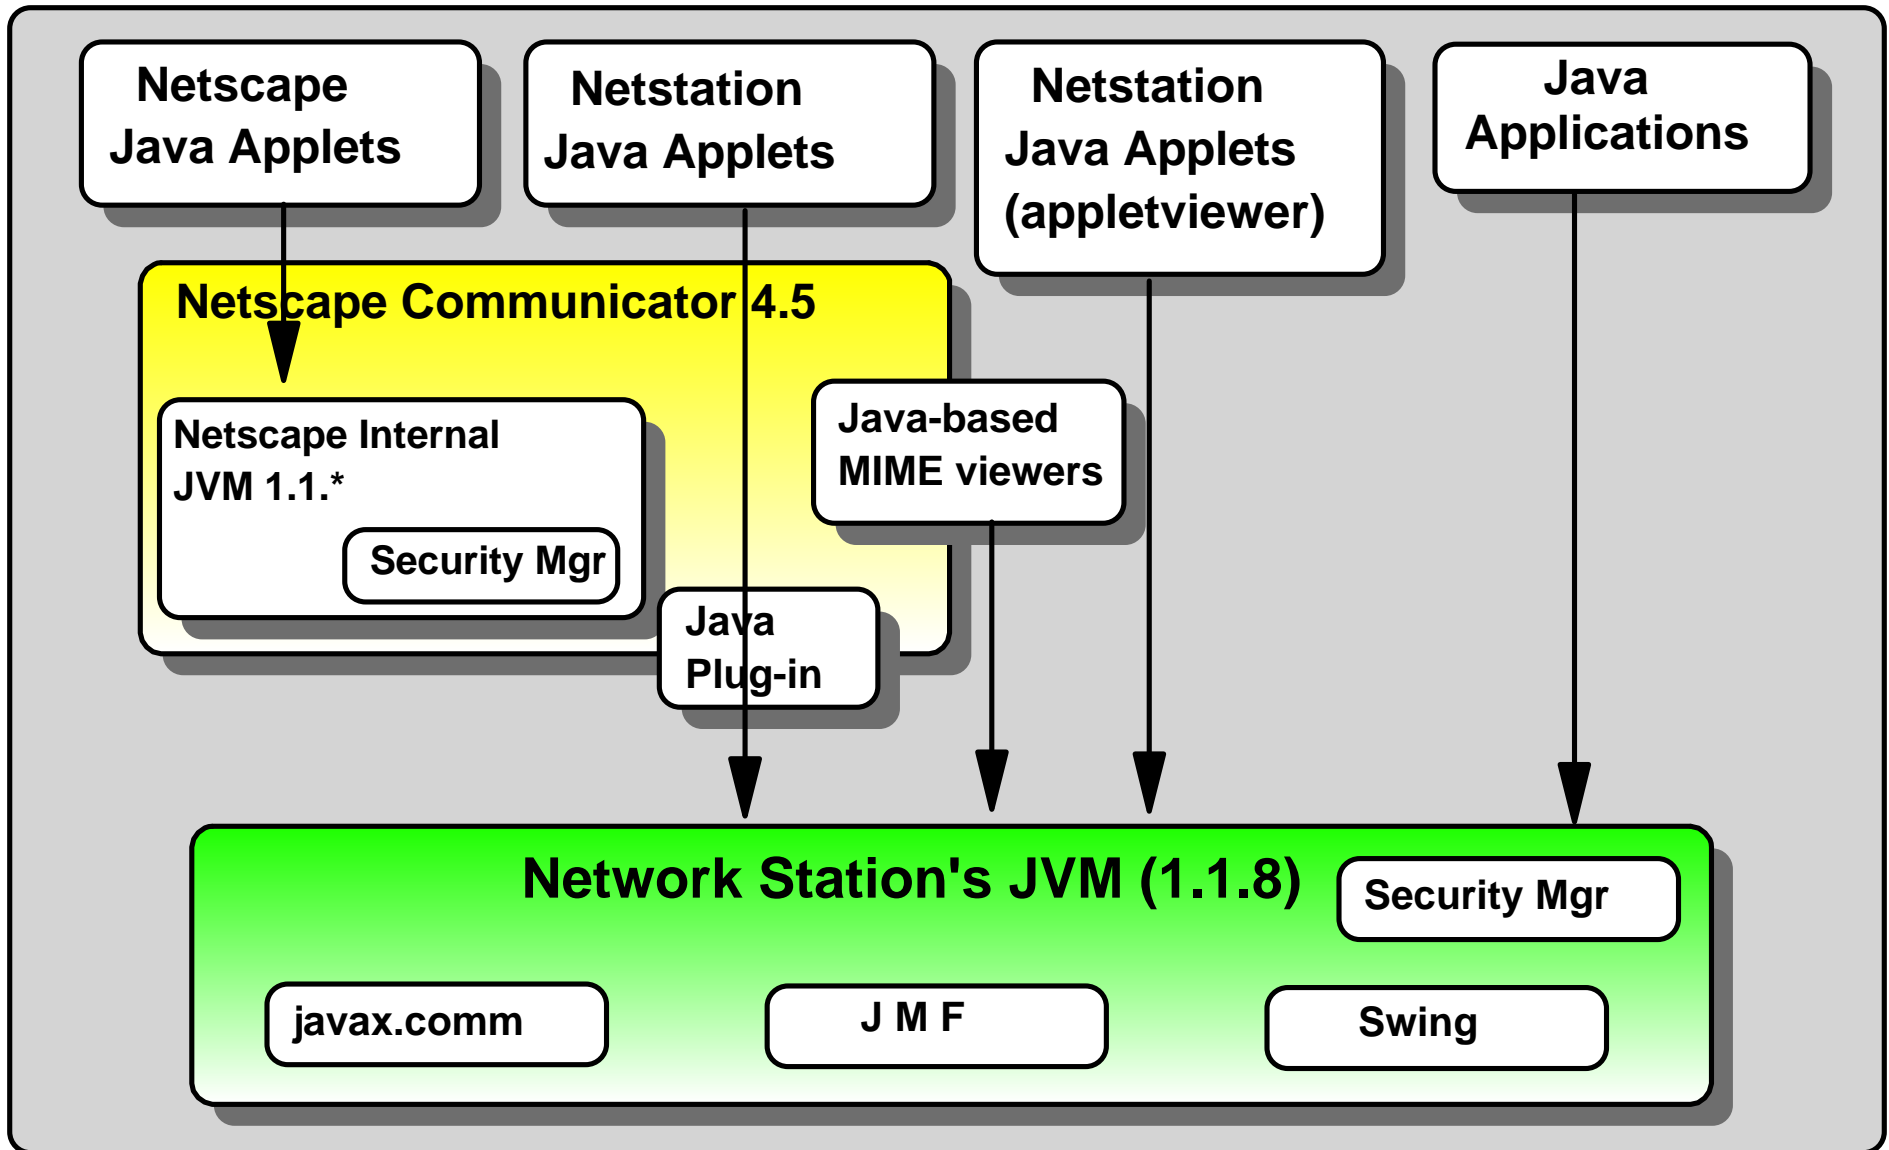 Netscape
Java Applets
Netstation
Java Applets
Netstation
Java Applets
(appletviewer)
Java
Applications
Netscape Communicator 4.5
Netscape Internal
JVM 1.1.*
Security Mgr
Java-based
MIME viewers
Java
Plug-in
Network Station's JVM (1.1.8)
Security Mgr
javax.comm
J M F
Swing